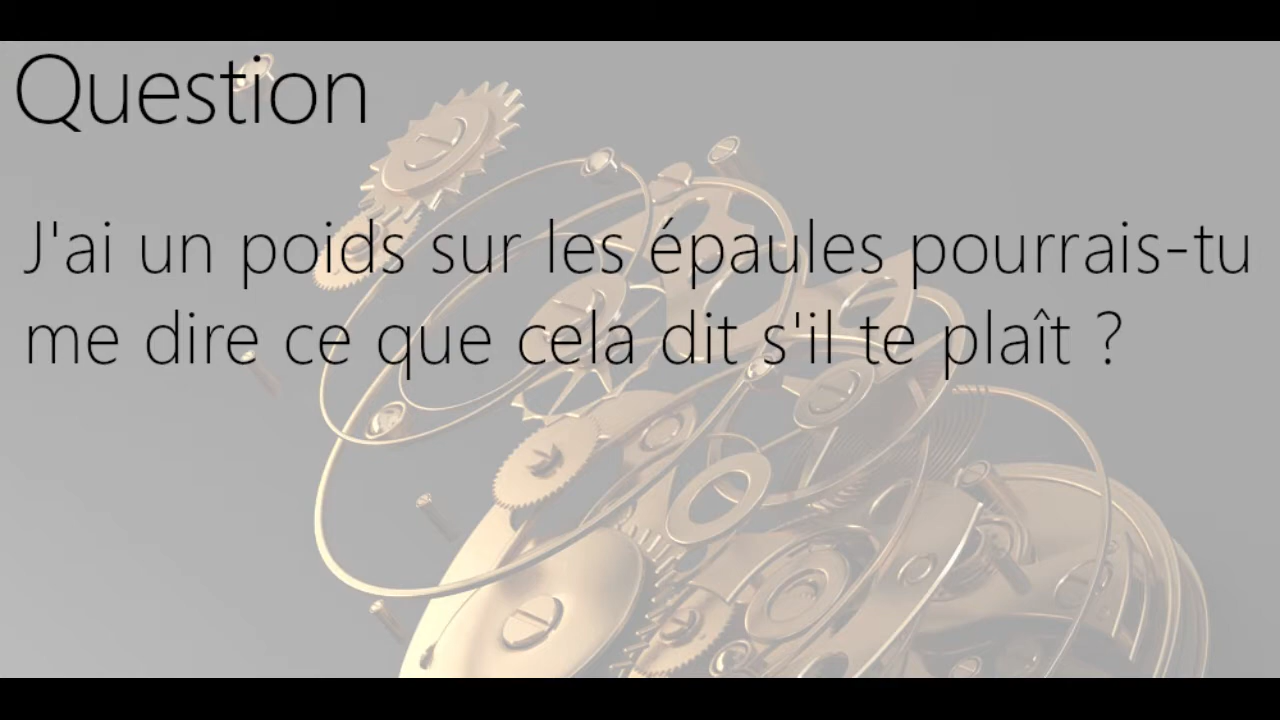 Question
J'ai un poids sur les épaules pourrais-tu
me dire ce que cela dit s'il te plaît ?